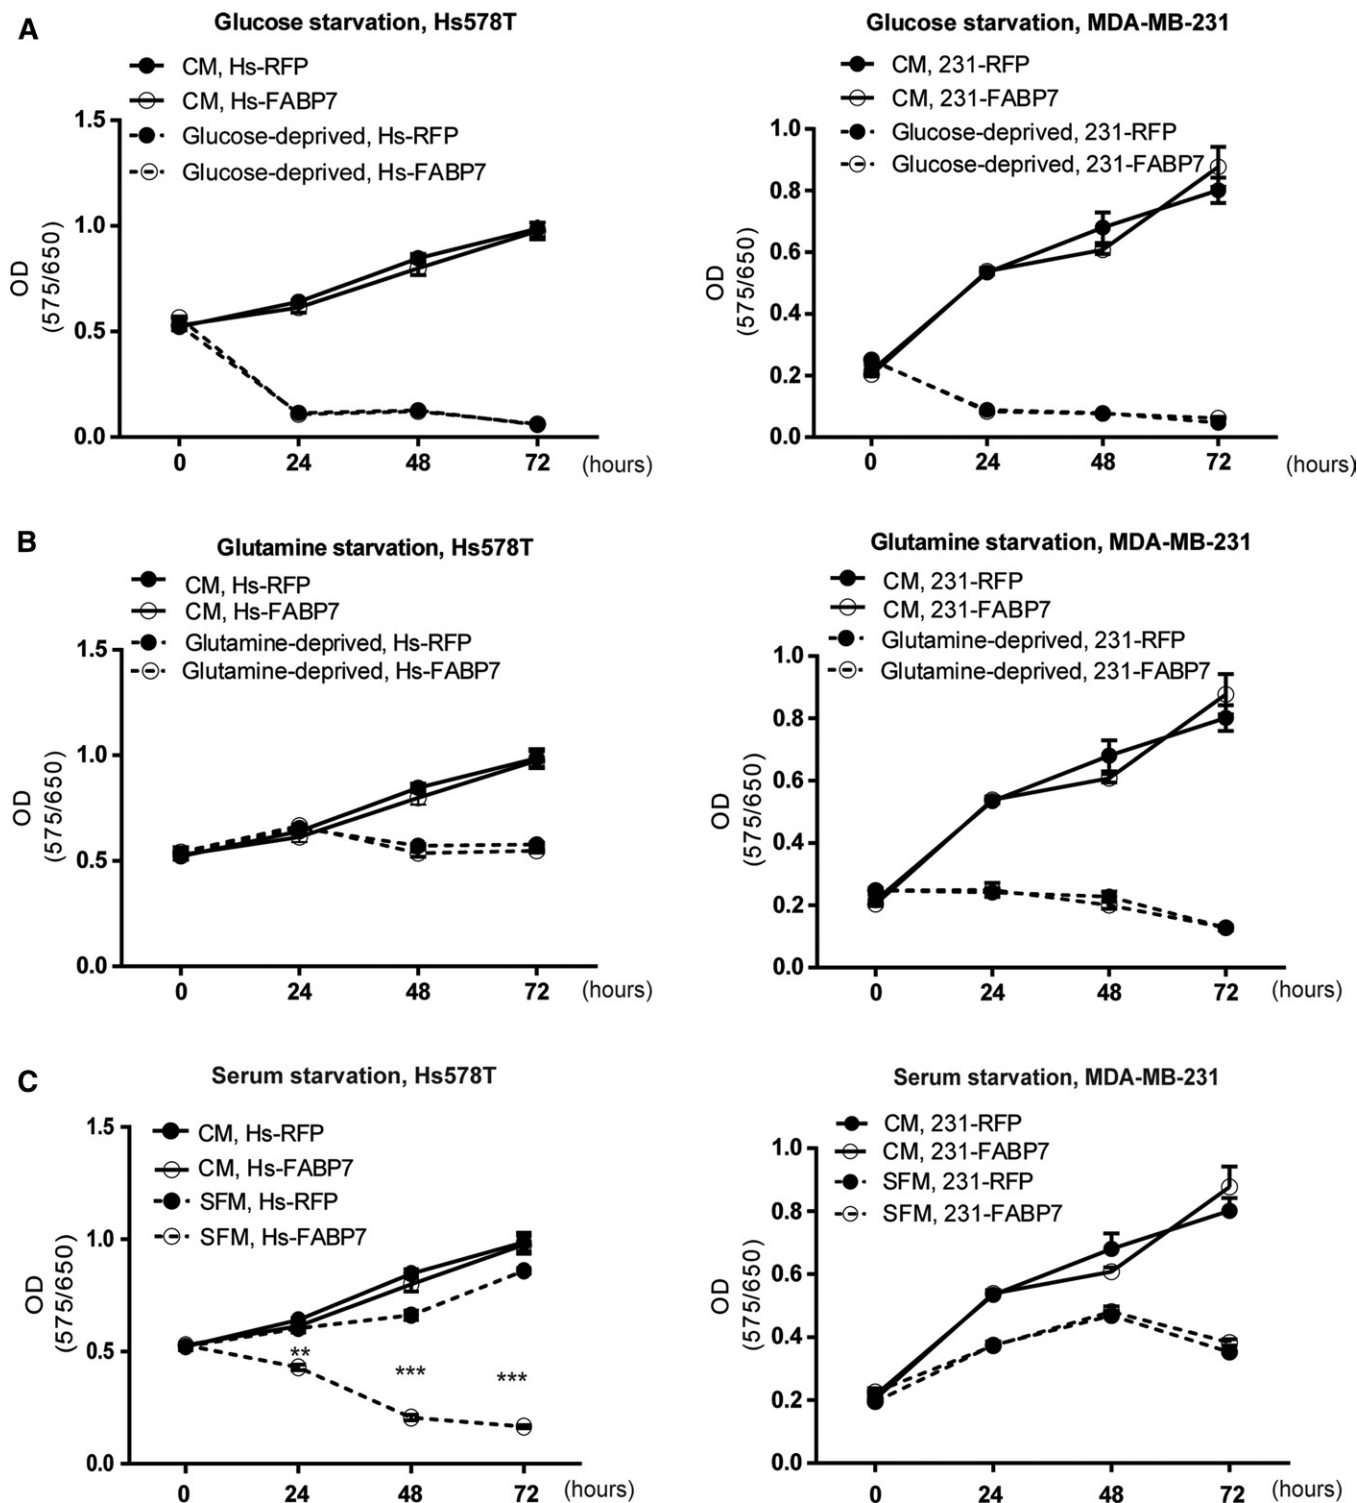 A
Glucose starvation, Hs578T
CM, Hs-RFP
CM, Hs-FABP7
Glucose-deprived, Hs-RFP
Glucose-deprived, Hs-FABP7
1.5
1.0
0.5
0.0
OD
(575/650)
0 24 48 72 (hours)
Glucose starvation, MDA-MB-231
CM, 231-RFP
CM, 231-FABP7
Glucose-deprived, 231-RFP
Glucose-deprived, 231-FABP7
1.0
0.8
0.6
0.4
0.2
0.0
OD
(575/650)
0 24 48 72 (hours)
B
Glutamine starvation, Hs578T
CM, Hs-RFP
CM, Hs-FABP7
Glutamine-deprived, Hs-RFP
Glutamine-deprived, Hs-FABP7
1.5
1.0
0.5
0.0
OD
(575/650)
0 24 48 72 (hours)
Glutamine starvation, MDA-MB-231
CM, 231-RFP
CM, 231-FABP7
Glutamine-deprived, 231-RFP
Glutamine-deprived, 231-FABP7
1.0
0.8
0.6
0.4
0.2
0.0
OD
(575/650)
0 24 48 72 (hours)
C
Serum starvation, Hs578T
CM, Hs-RFP
CM, Hs-FABP7
SFM, Hs-RFP
SFM, Hs-FABP7
1.5
1.0
0.5
0.0
OD
(575/650)
** *** ***
0 24 48 72 (hours)
Serum starvation, MDA-MB-231
CM, 231-RFP
CM, 231-FABP7
SFM, 231-RFP
SFM, 231-FABP7
1.0
0.8
0.6
0.4
0.2
0.0
OD
(575/650)
0 24 48 72 (hours)